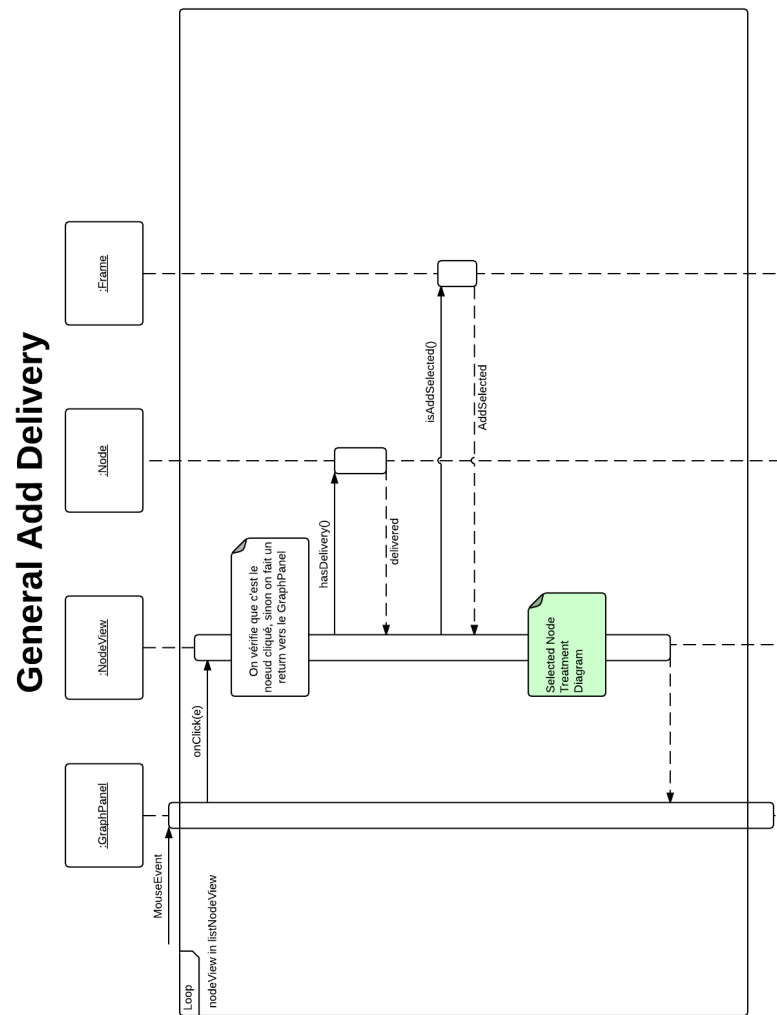 General Add Delivery
:GraphPanel
:NodeView
:Node
:Frame
MouseEvent
Loop
nodeView in listNodeView
onClick(e)
On vérifie que c'est le
noeud cliqué, sinon on fait un
return vers le GraphPanel
hasDelivery()
delivered
isAddSelected()
AddSelected
Selected Node
Treatment
Diagram